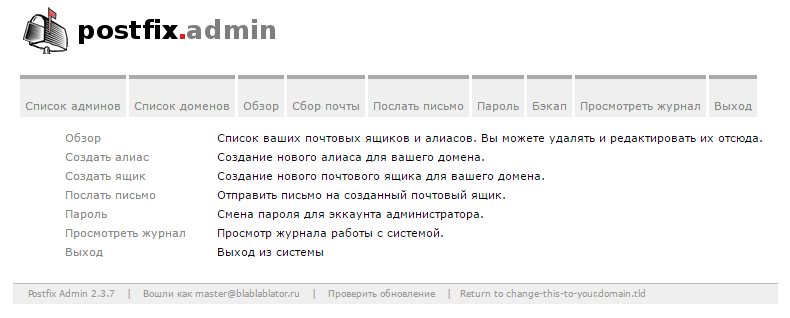 postfix.admin
Список админов Список доменов Обзор Сбор почты Послать письмо Пароль Бэкап Просмотреть журнал Выход
Обзор Список ваших почтовых ящиков и алиасов. Вы можете удалять и редактировать их отсюда.
Создать алиас Создание нового алиаса для вашего домена.
Создать ящик Создание нового почтового ящика для вашего домена.
Послать письмо Отправить письмо на созданный почтовый ящик.
Пароль Смена пароля для эккаунта администратора.
Просмотреть журнал Просмотр журнала работы с системой.
Выход Выход из системы
Postfix Admin 2.3.7 | Вошли как master@blablablator.ru | Проверить обновление | Return to change-this-to-your.domain.tld